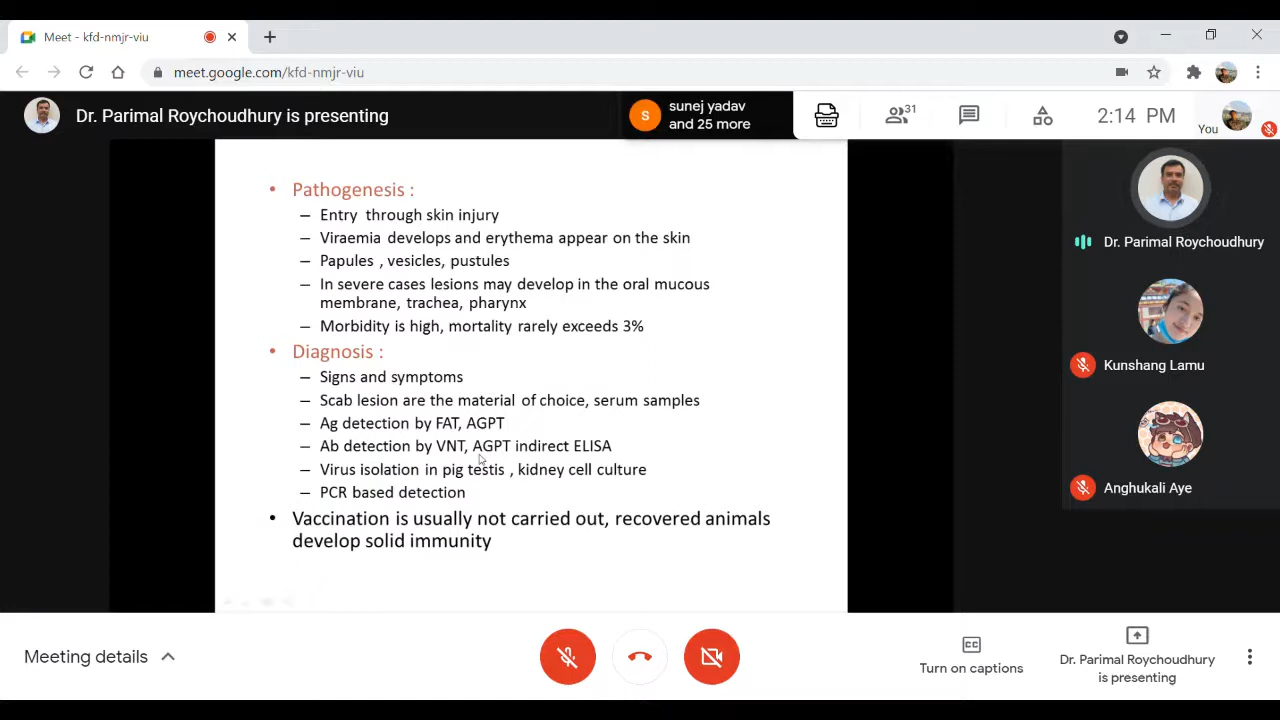 Meet - kfd-nmjr-viu
meet.google.com/kfd-nmjr-viu
Dr. Parimal Roychoudhury is presenting
S
sunej yadav
and 25 more
31
2:14 PM
You
• Pathogenesis :
– Entry through skin injury
– Viraemia develops and erythema appear on the skin
– Papules , vesicles, pustules
– In severe cases lesions may develop in the oral mucous
membrane, trachea, pharynx
– Morbidity is high, mortality rarely exceeds 3%
• Diagnosis :
– Signs and symptoms
– Scab lesion are the material of choice, serum samples
– Ag detection by FAT, AGPT
– Ab detection by VNT, AGPT indirect ELISA
– Virus isolation in pig testis , kidney cell culture
– PCR based detection
• Vaccination is usually not carried out, recovered animals
develop solid immunity
Dr. Parimal Roychoudhury
Kunshang Lamu
Anghukali Aye
Meeting details
CC
Turn on captions
Dr. Parimal Roychoudhury
is presenting